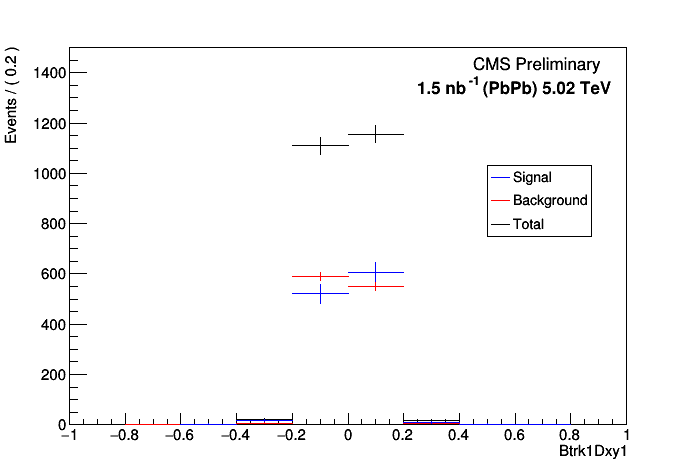 CMS Preliminary
1.5 nb-1 (PbPb) 5.02 TeV
Events / ( 0.2 )
1400
1200
1000
800
600
400
200
0
Signal
Background
Total
−1 −0.8 −0.6 −0.4 −0.2 0 0.2 0.4 0.6 0.8 1
Btrk1Dxy1